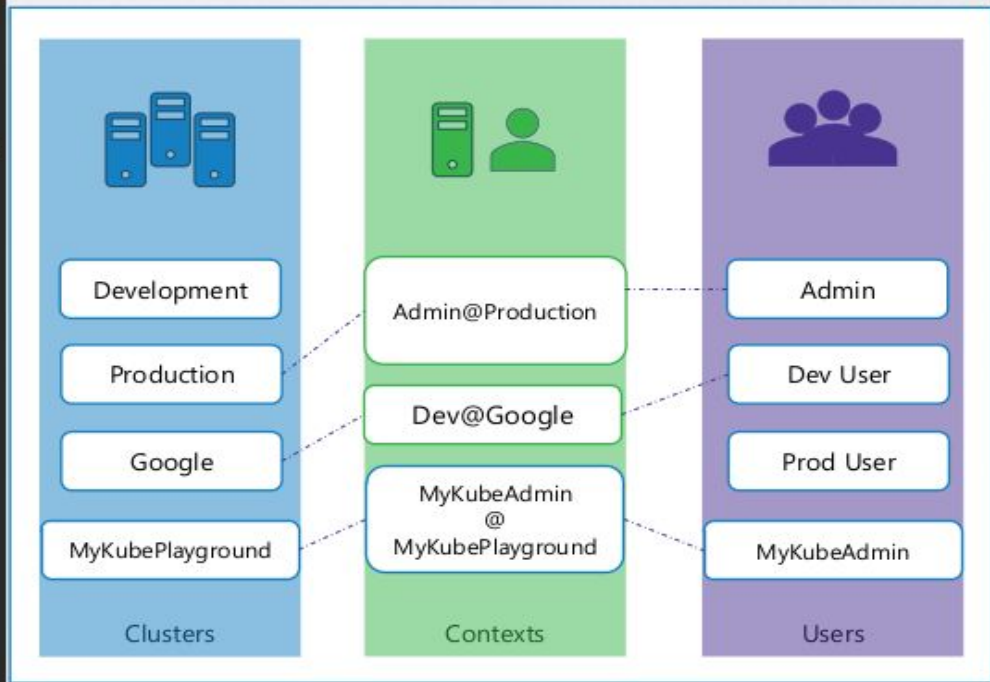 Development
Production
Google
MyKubePlayground
Clusters
Admin@Production
Dev@Google
MyKubeAdmin
@
MyKubePlayground
Contexts
Admin
Dev User
Prod User
MyKubeAdmin
Users